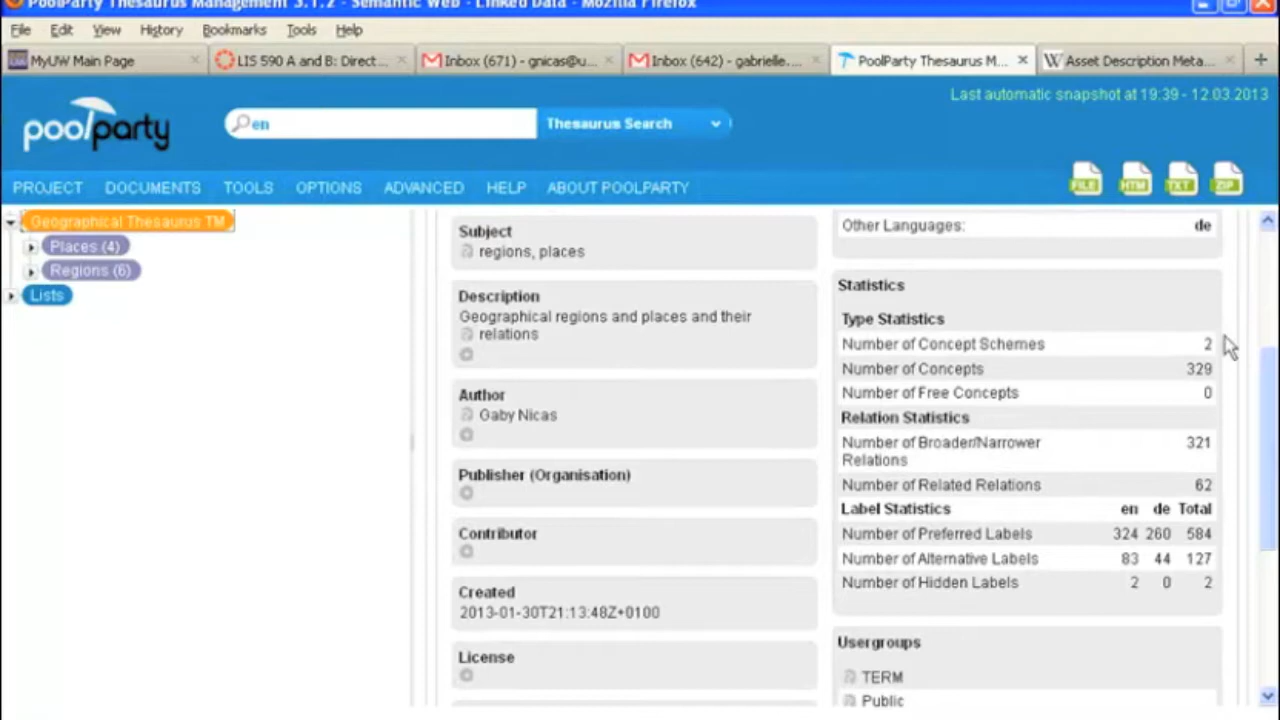 PoolParty Thesaurus Management 3.1.2 - Semantic Web - Linked Data - Mozilla Firefox
File Edit View History Bookmarks Tools Help
MyUW Main Page
LIS 590 A and B: Direct...
Inbox (671) - gnicas@u...
Inbox (642) - gabrielle....
PoolParty Thesaurus M...
Asset Description Meta...
Last automatic snapshot at 19:39 - 12.03.2013
poolparty
en
Thesaurus Search
PROJECT DOCUMENTS TOOLS OPTIONS ADVANCED HELP ABOUT POOLPARTY
FILE HTM TXT ZIP
Geographical Thesaurus TM
Places (4)
Regions (6)
Lists
Subject
regions, places
Description
Geographical regions and places and their
relations
Author
Gaby Nicas
Publisher (Organisation)
Contributor
Created
2013-01-30T21:13:48Z+0100
License
Other Languages: de
Statistics
Type Statistics
Number of Concept Schemes 2
Number of Concepts 329
Number of Free Concepts 0
Relation Statistics
Number of Broader/Narrower
Relations 321
Number of Related Relations 62
Label Statistics en de Total
Number of Preferred Labels 324 260 584
Number of Alternative Labels 83 44 127
Number of Hidden Labels 2 0 2
Usergroups
TERM
Public